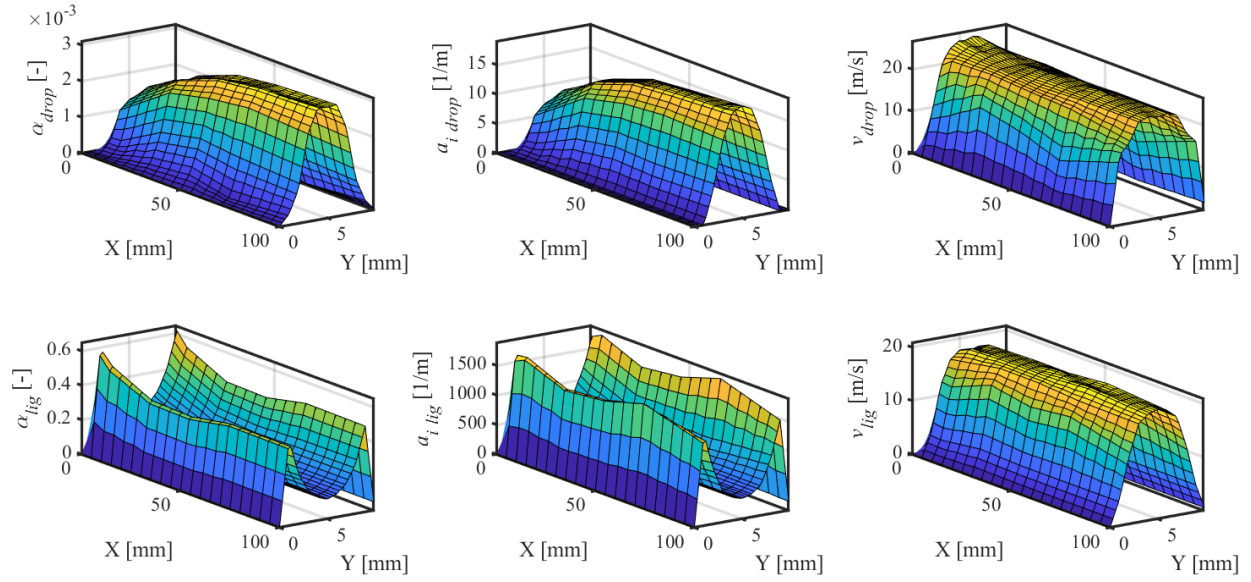 ×10⁻³
3
2
1
0
α_drop [-]
0
50
100
X [mm]
0
5
Y [mm]
15
10
5
0
a_i drop [1/m]
0
50
100
X [mm]
0
5
Y [mm]
20
10
0
v_drop [m/s]
0
50
100
X [mm]
0
5
Y [mm]
0.6
0.4
0.2
0
α_lig [-]
0
50
100
X [mm]
0
5
Y [mm]
1500
1000
500
0
a_i lig [1/m]
0
50
100
X [mm]
0
5
Y [mm]
20
10
0
v_lig [m/s]
0
50
100
X [mm]
0
5
Y [mm]